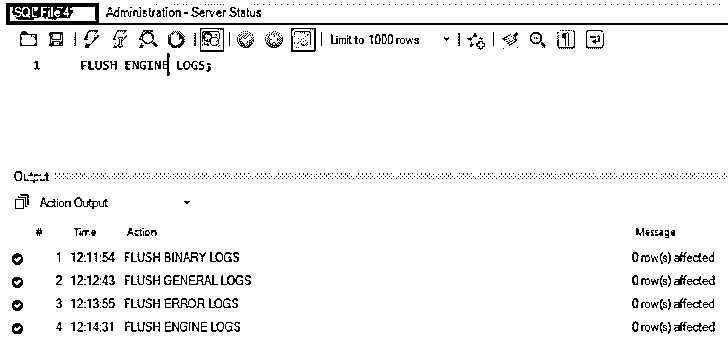 SQL File 4* Administration - Server Status
Limit to 1000 rows
1 FLUSH ENGINE LOGS;
Output
Action Output
# Time Action Message
1 12:11:54 FLUSH BINARY LOGS 0 row(s) affected
2 12:12:43 FLUSH GENERAL LOGS 0 row(s) affected
3 12:13:55 FLUSH ERROR LOGS 0 row(s) affected
4 12:14:31 FLUSH ENGINE LOGS 0 row(s) affected